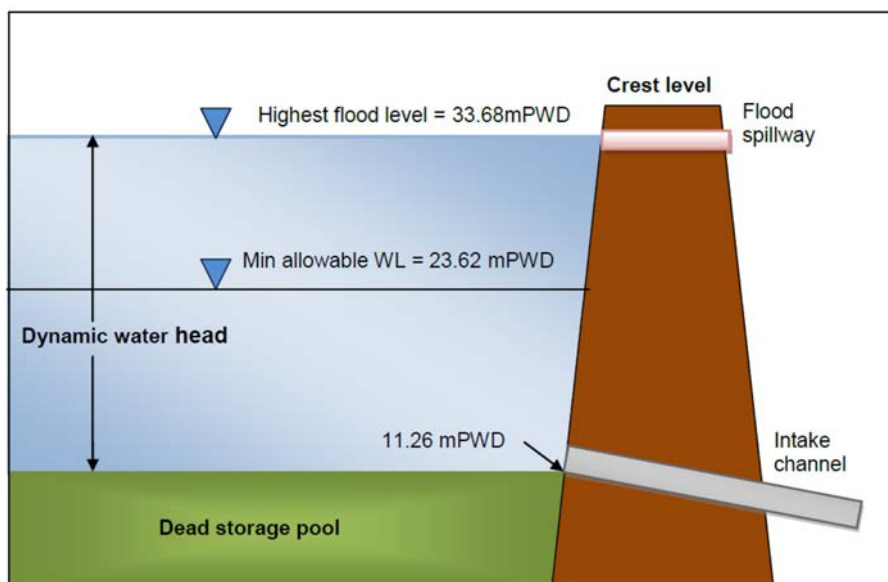 Crest level
Highest flood level = 33.68mPWD
Flood
spillway
Min allowable WL = 23.62 mPWD
Dynamic water head
11.26 mPWD
Intake
channel
Dead storage pool